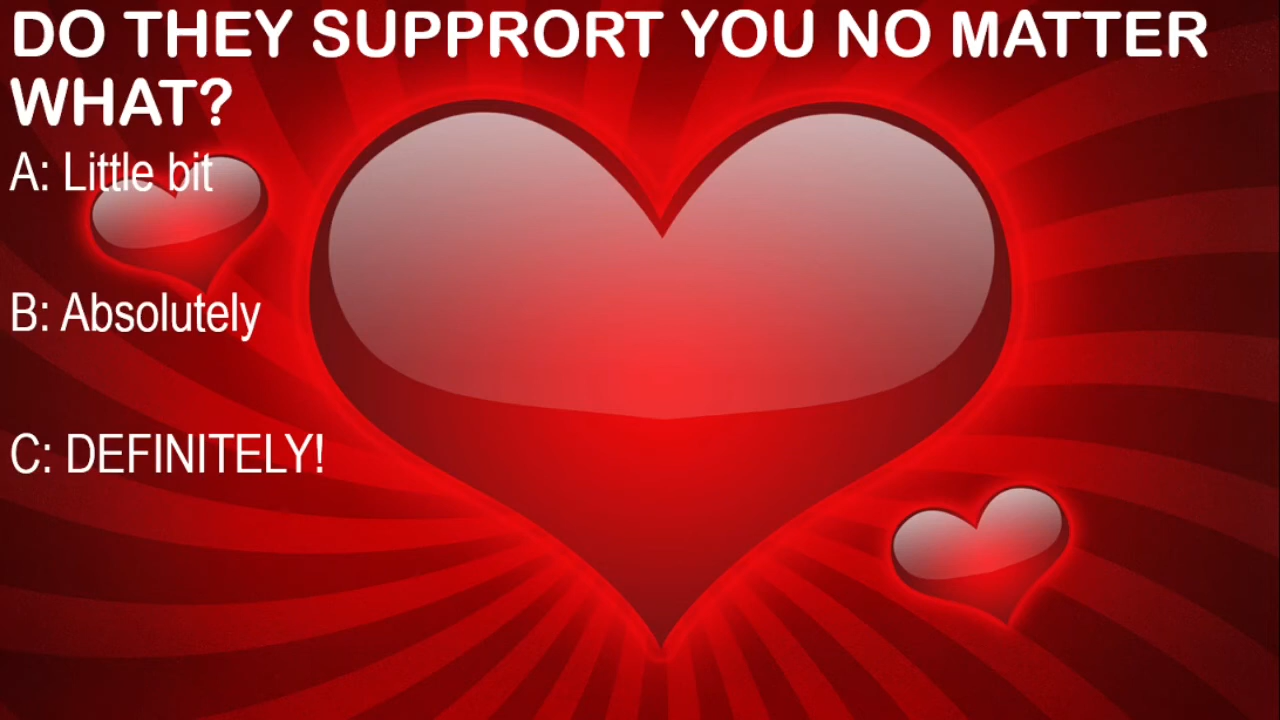 DO THEY SUPPRORT YOU NO MATTER
WHAT?
A: Little bit
B: Absolutely
C: DEFINITELY!